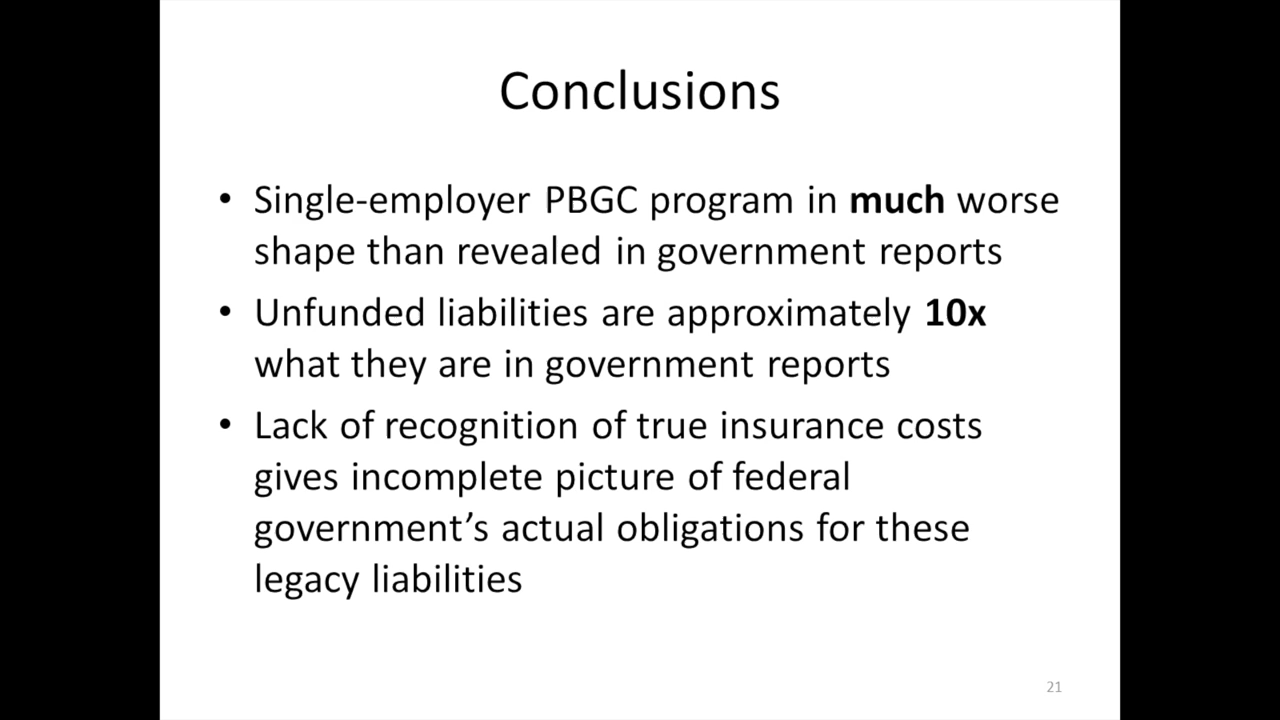 Conclusions
• Single-employer PBGC program in much worse
shape than revealed in government reports
• Unfunded liabilities are approximately 10x
what they are in government reports
• Lack of recognition of true insurance costs
gives incomplete picture of federal
government’s actual obligations for these
legacy liabilities
21